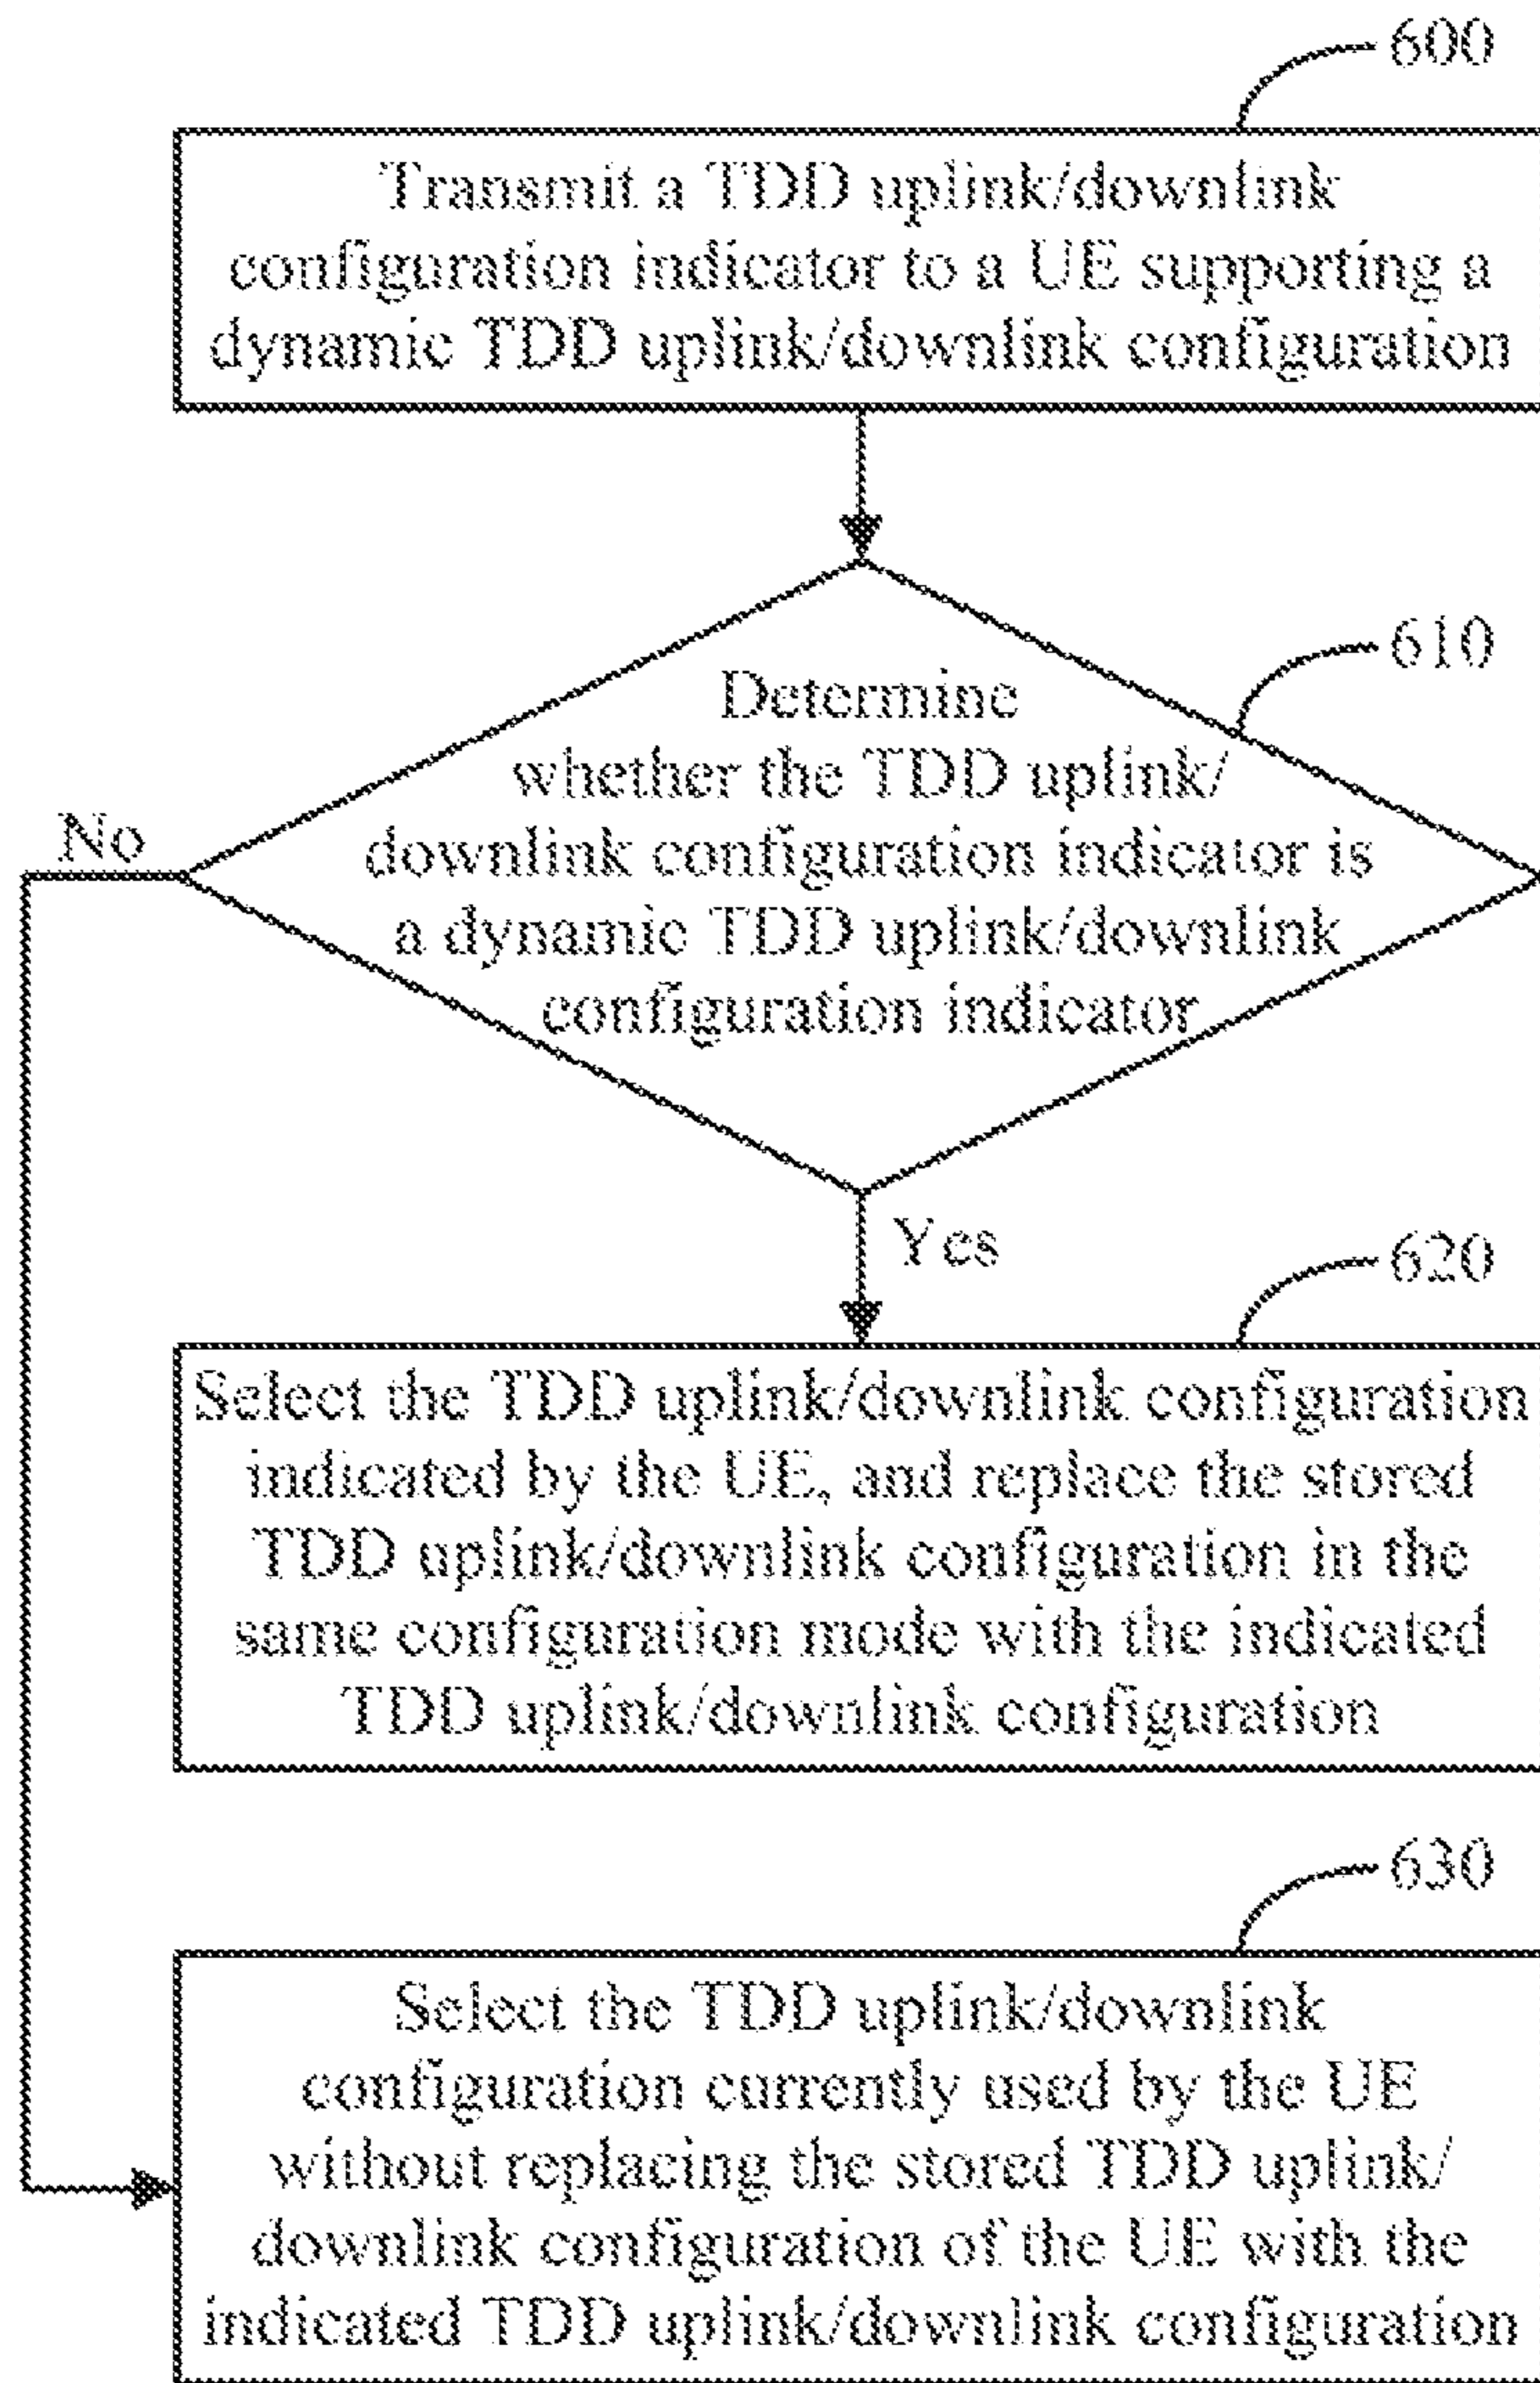 600
Transmit a TDD uplink/downlink
configuration indicator to a UE supporting a
dynamic TDD uplink/downlink configuration
610
Determine
whether the TDD uplink/
downlink configuration indicator is
a dynamic TDD uplink/downlink
configuration indicator
No
Yes
620
Select the TDD uplink/downlink configuration
indicated by the UE, and replace the stored
TDD uplink/downlink configuration in the
same configuration mode with the indicated
TDD uplink/downlink configuration
630
Select the TDD uplink/downlink
configuration currently used by the UE
without replacing the stored TDD uplink/
downlink configuration of the UE with the
indicated TDD uplink/downlink configuration